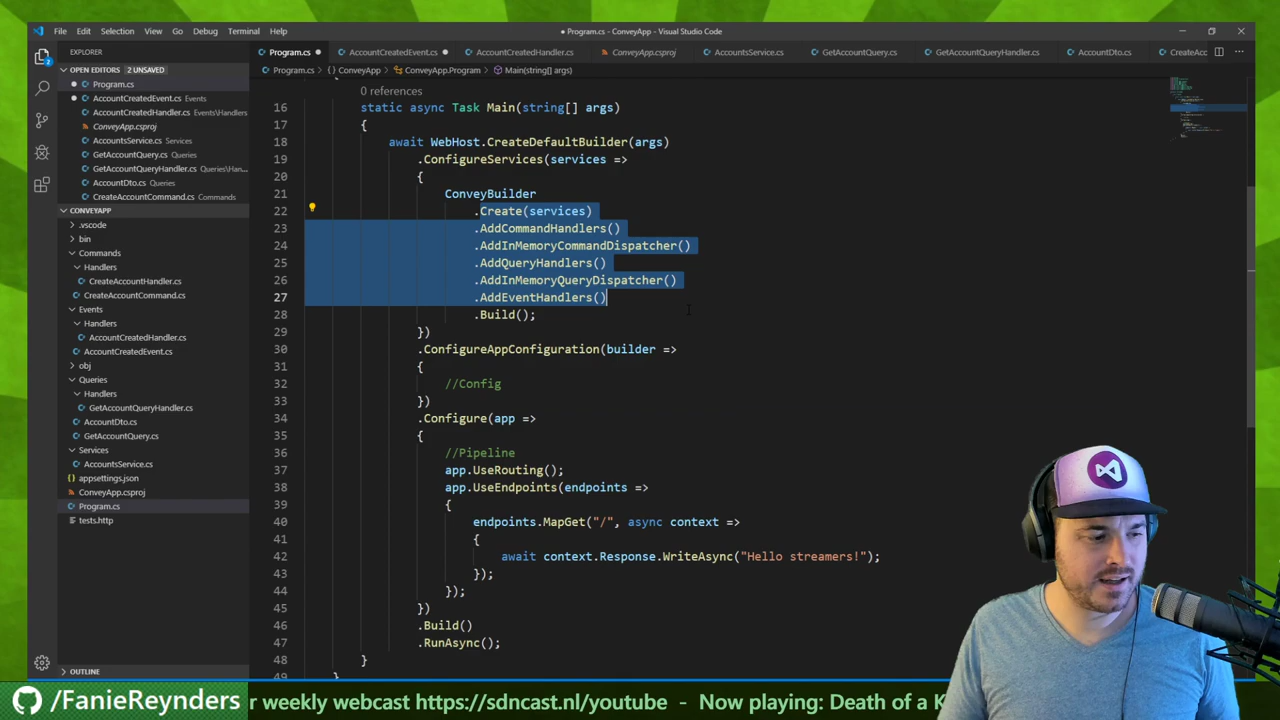 File Edit Selection View Go Debug Terminal Help
● Program.cs - ConveyApp - Visual Studio Code
EXPLORER
Program.cs ●
AccountCreatedEvent.cs ●
AccountCreatedHandler.cs
ConveyApp.csproj
AccountsService.cs
GetAccountQuery.cs
GetAccountQueryHandler.cs
AccountDto.cs
CreateAcc
OPEN EDITORS 2 UNSAVED
Program.cs > {} ConveyApp > ConveyApp.Program > Main(string[] args)
Program.cs
AccountCreatedEvent.cs Events
AccountCreatedHandler.cs Events\Handlers
ConveyApp.csproj
AccountsService.cs Services
GetAccountQuery.cs Queries
GetAccountQueryHandler.cs Queries\Han...
AccountDto.cs Queries
CreateAccountCommand.cs Commands
CONVEYAPP
.vscode
bin
Commands
Handlers
CreateAccountHandler.cs
CreateAccountCommand.cs
Events
Handlers
AccountCreatedHandler.cs
AccountCreatedEvent.cs
obj
Queries
Handlers
GetAccountQueryHandler.cs
AccountDto.cs
GetAccountQuery.cs
Services
AccountsService.cs
appsettings.json
ConveyApp.csproj
Program.cs
tests.http
OUTLINE
2
0 references
16 static async Task Main(string[] args)
17 {
18 await WebHost.CreateDefaultBuilder(args)
19 .ConfigureServices(services =>
20 {
21 ConveyBuilder
22 .Create(services)
23 .AddCommandHandlers()
24 .AddInMemoryCommandDispatcher()
25 .AddQueryHandlers()
26 .AddInMemoryQueryDispatcher()
27 .AddEventHandlers()
28 .Build();
29 })
30 .ConfigureAppConfiguration(builder =>
31 {
32 //Config
33 })
34 .Configure(app =>
35 {
36 //Pipeline
37 app.UseRouting();
38 app.UseEndpoints(endpoints =>
39 {
40 endpoints.MapGet("/", async context =>
41 {
42 await context.Response.WriteAsync("Hello streamers!");
43 });
44 });
45 })
46 .Build()
47 .RunAsync();
48 }
49 }
/FanieReynders
r weekly webcast https://sdncast.nl/youtube - Now playing: Death of a K